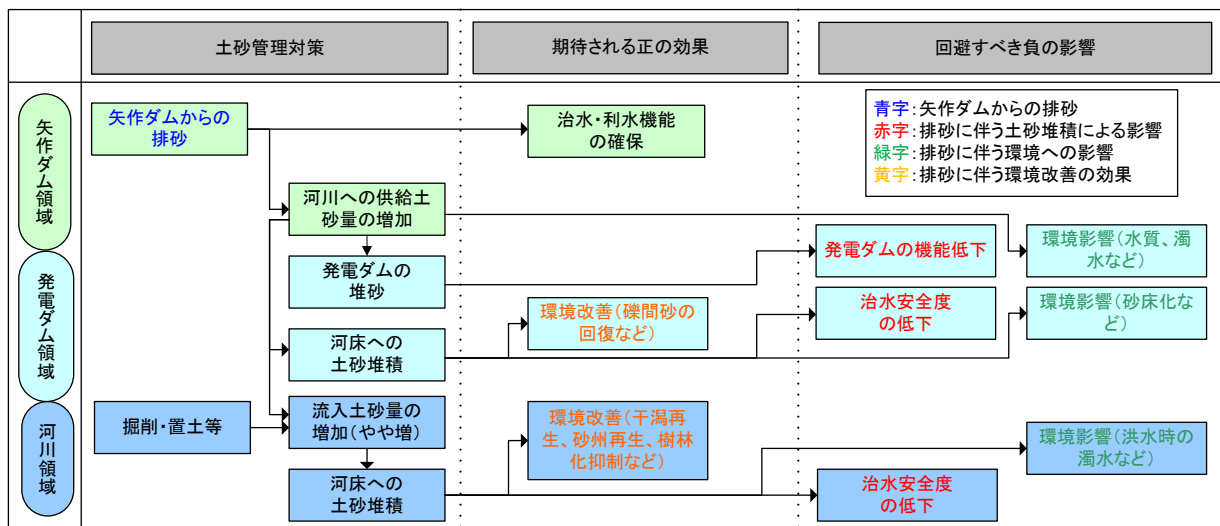 土砂管理対策
期待される正の効果
回避すべき負の影響
矢作ダム領域
矢作ダムからの
排砂
治水・利水機能
の確保
青字：矢作ダムからの排砂
赤字：排砂に伴う土砂堆積による影響
緑字：排砂に伴う環境への影響
黄字：排砂に伴う環境改善の効果
河川への供給土
砂量の増加
発電ダム領域
発電ダムの
堆砂
発電ダムの機能低下
環境影響（水質、濁
水など）
河床への
土砂堆積
環境改善（礫間砂の
回復など）
治水安全度
の低下
環境影響（砂床化な
ど）
河川領域
掘削・置土等
流入土砂量の
増加（やや増）
環境改善（干潟再
生、砂州再生、樹林
化抑制など）
環境影響（洪水時の
濁水など）
河床への
土砂堆積
治水安全度
の低下